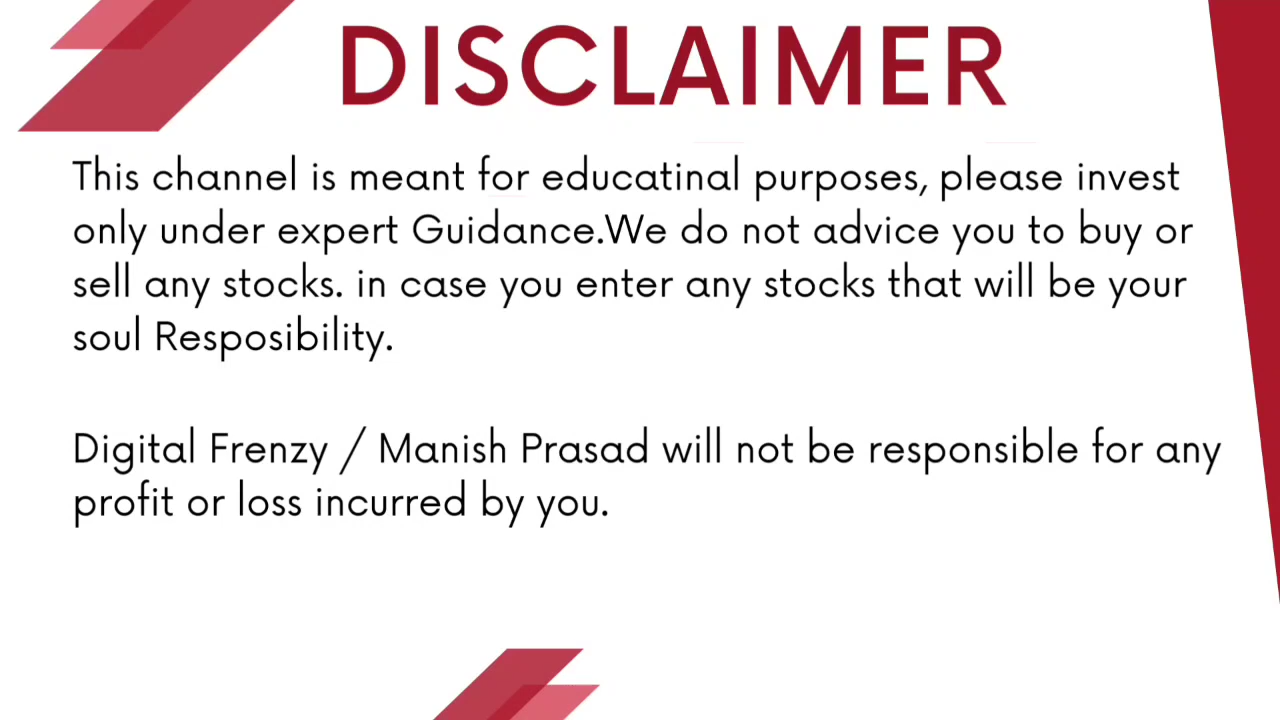 DISCLAIMER
This channel is meant for educatinal purposes, please invest
only under expert Guidance.We do not advice you to buy or
sell any stocks. in case you enter any stocks that will be your
soul Resposibility.
Digital Frenzy / Manish Prasad will not be responsible for any
profit or loss incurred by you.